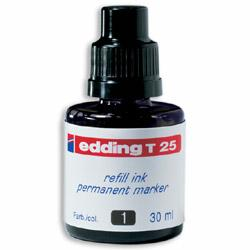 edding T 25
refill ink
permanent marker
Farb./col. 1 30 ml